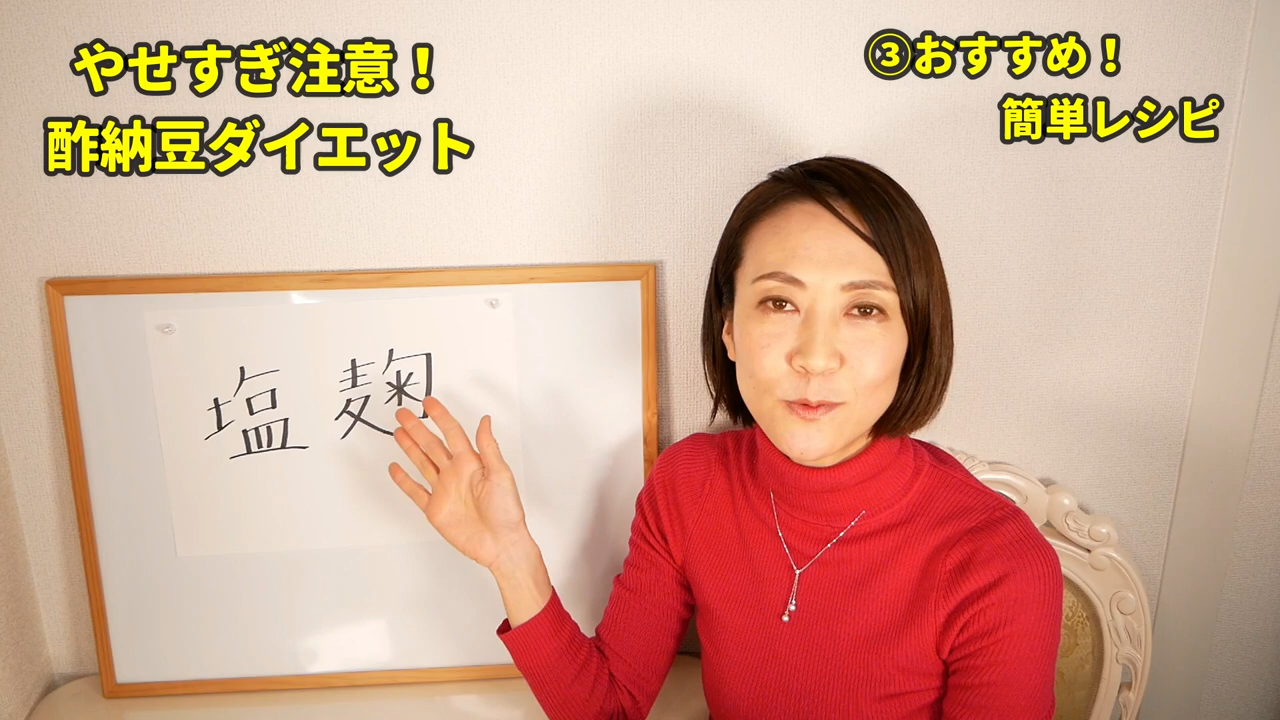 やせすぎ注意！
酢納豆ダイエット
③おすすめ！
簡単レシピ
塩麹